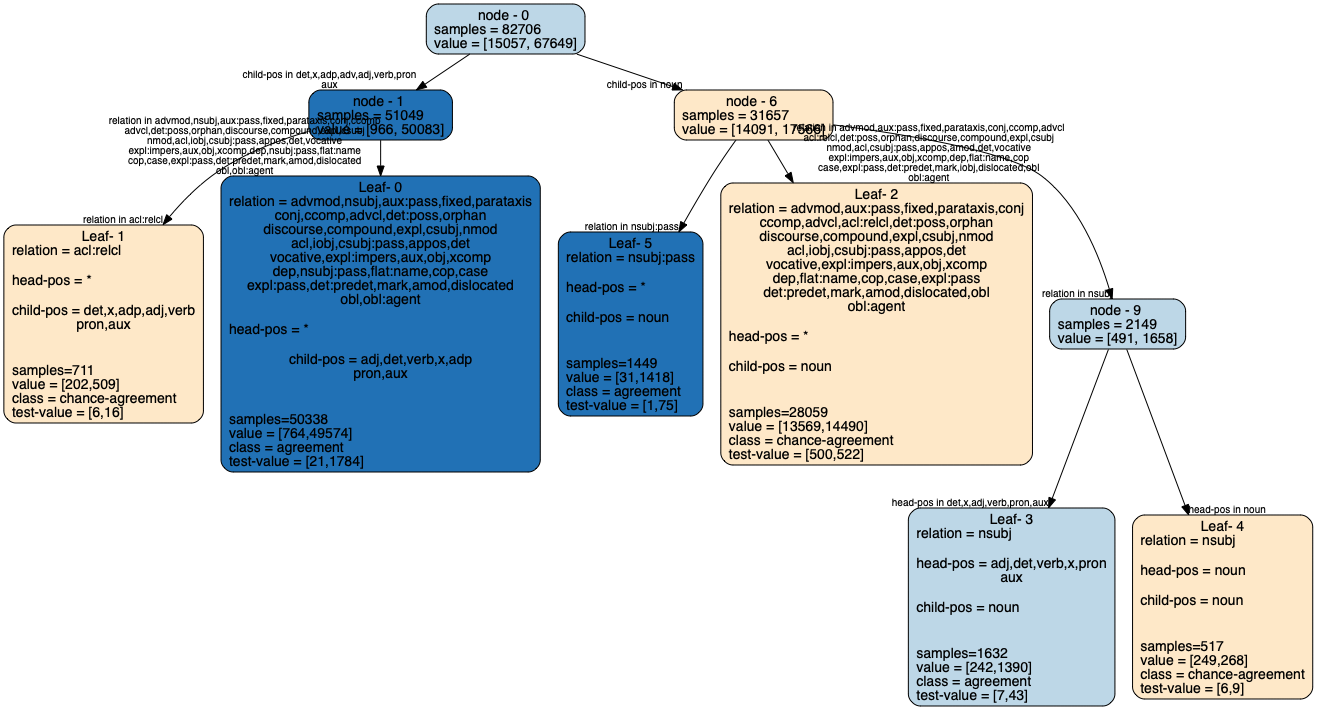 node - 0
samples = 82706
value = [15057, 67649]
child-pos in det,x,adp,adv,adj,verb,pron
aux
child-pos in noun
node - 1
samples = 51049
value = [966, 50083]
node - 6
samples = 31657
value = [14091, 17566]
relation in advmod,nsubj,aux:pass,fixed,parataxis,conj,ccomp
advcl,det:poss,orphan,discourse,compound,expl,csubj
nmod,acl,iobj,csubj:pass,appos,det,vocative
expl:impers,aux,obj,xcomp,dep,nsubj:pass,flat:name
cop,case,expl:pass,det:predet,mark,amod,dislocated
obl,obl:agent
relation in advmod,aux:pass,fixed,parataxis,conj,ccomp,advcl
acl:relcl,det:poss,orphan,discourse,compound,expl,csubj
nmod,acl,csubj:pass,appos,amod,det,vocative
expl:impers,aux,obj,xcomp,dep,flat:name,cop
case,expl:pass,det:predet,mark,iobj,dislocated,obl
obl:agent
relation in acl:relcl
Leaf- 1
relation = acl:relcl
head-pos = *
child-pos = det,x,adp,adj,verb
pron,aux
samples=711
value = [202,509]
class = chance-agreement
test-value = [6,16]
Leaf- 0
relation = advmod,nsubj,aux:pass,fixed,parataxis
conj,ccomp,advcl,det:poss,orphan
discourse,compound,expl,csubj,nmod
acl,iobj,csubj:pass,appos,det
vocative,expl:impers,aux,obj,xcomp
dep,nsubj:pass,flat:name,cop,case
expl:pass,det:predet,mark,amod,dislocated
obl,obl:agent
head-pos = *
child-pos = adj,det,verb,x,adp
pron,aux
samples=50338
value = [764,49574]
class = agreement
test-value = [21,1784]
relation in nsubj:pass
Leaf- 5
relation = nsubj:pass
head-pos = *
child-pos = noun
samples=1449
value = [31,1418]
class = agreement
test-value = [1,75]
Leaf- 2
relation = advmod,aux:pass,fixed,parataxis,conj
ccomp,advcl,acl:relcl,det:poss,orphan
discourse,compound,expl,csubj,nmod
acl,iobj,csubj:pass,appos,det
vocative,expl:impers,aux,obj,xcomp
dep,flat:name,cop,case,expl:pass
det:predet,mark,amod,dislocated,obl
obl:agent
head-pos = *
child-pos = noun
samples=28059
value = [13569,14490]
class = chance-agreement
test-value = [500,522]
relation in nsubj
node - 9
samples = 2149
value = [491, 1658]
head-pos in det,x,adj,verb,pron,aux
Leaf- 3
relation = nsubj
head-pos = adj,det,verb,x,pron
aux
child-pos = noun
samples=1632
value = [242,1390]
class = agreement
test-value = [7,43]
head-pos in noun
Leaf- 4
relation = nsubj
head-pos = noun
child-pos = noun
samples=517
value = [249,268]
class = chance-agreement
test-value = [6,9]